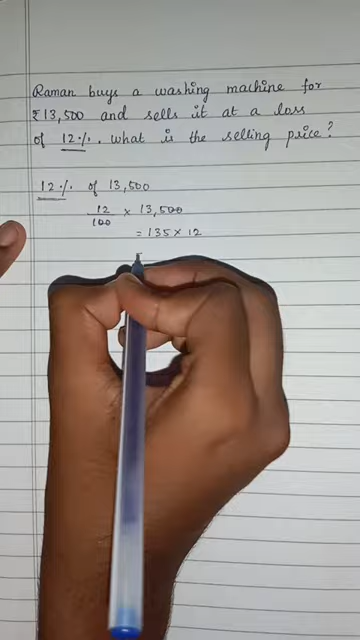 Raman buys a washing machine for
₹13,500 and sells it at a loss
of 12%. What is the selling price?
12% of 13,500
12/100 × 13,500
= 135 × 12